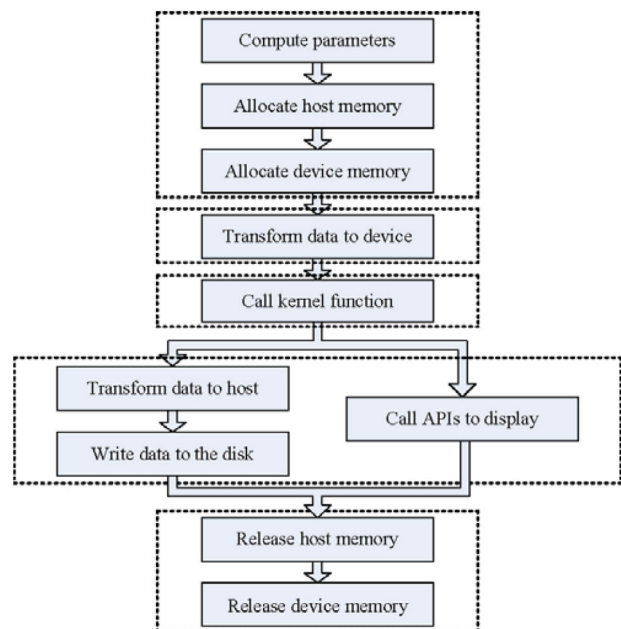 Compute parameters
Allocate host memory
Allocate device memory
Transform data to device
Call kernel function
Transform data to host
Write data to the disk
Call APIs to display
Release host memory
Release device memory